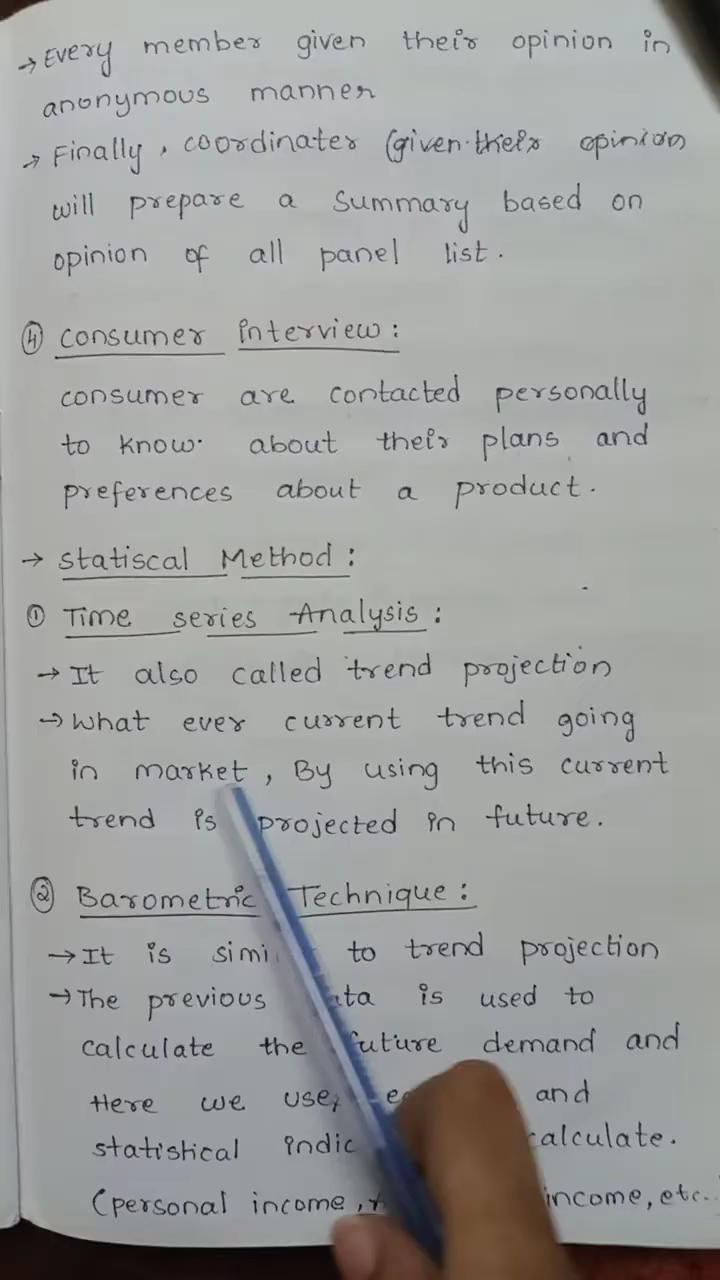 → Every member given their opinion in
anonymous manner
→ Finally, coordinater (given their opinion
will prepare a summary based on
opinion of all panel list.
④ consumer interview:
consumer are contacted personally
to know. about their plans and
preferences about a product.
→ statiscal Method:
① Time series Analysis:
→ It also called trend projection
→ What ever current trend going
in market, By using this current
trend is projected in future.
② Barometric Technique:
→ It is to trend projection
→ The previous is used to
calculate the future demand and
Here we use, and
statistical calculate.
(personal income, income, etc..